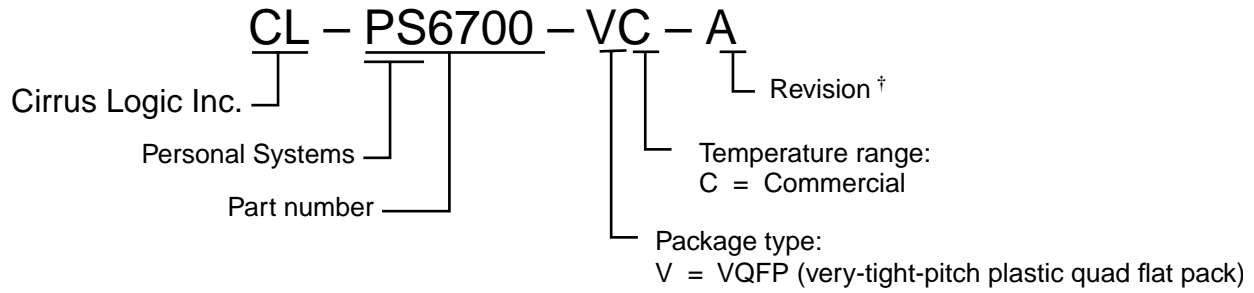 CL – PS6700 – VC – A
Revision †
Cirrus Logic Inc.
Personal Systems
Temperature range:
C = Commercial
Part number
Package type:
V = VQFP (very-tight-pitch plastic quad flat pack)